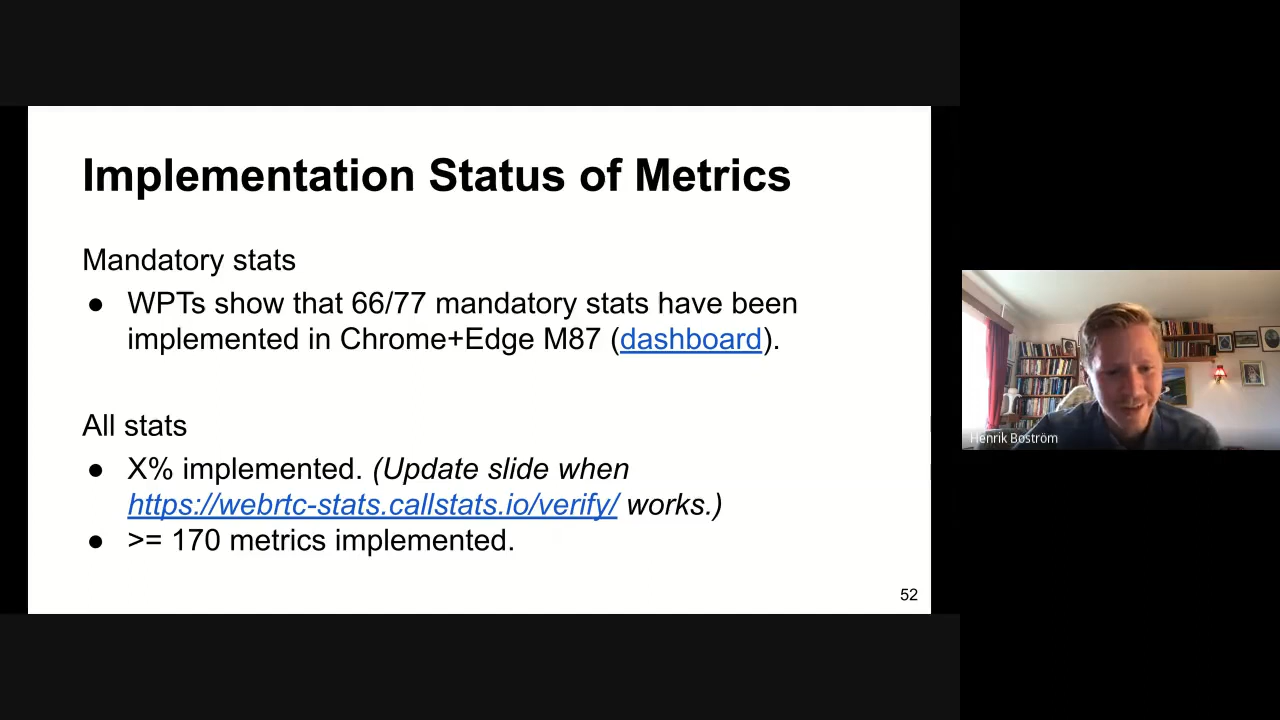 Implementation Status of Metrics
Mandatory stats
● WPTs show that 66/77 mandatory stats have been
implemented in Chrome+Edge M87 (dashboard).
All stats
● X% implemented. (Update slide when
https://webrtc-stats.callstats.io/verify/ works.)
● >= 170 metrics implemented.
52
Henrik Boström